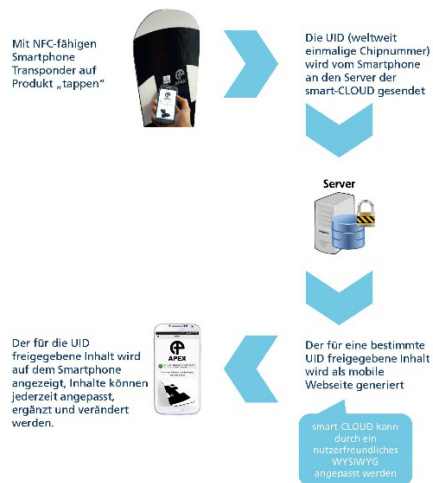 Mit NFC-fähigen
Smartphone
Transponder auf
Produkt „tappen"
APEX
Die UID (weltweit
einmalige Chipnummer)
wird vom Smartphone
an den Server der
smart-CLOUD gesendet
Server
Der für eine bestimmte
UID freigegebene Inhalt
wird als mobile
Webseite generiert
smart-CLOUD kann
durch ein
nutzerfreundliches
WYSIWYG
angepasst werden
Der für die UID
freigegebene Inhalt wird
auf dem Smartphone
angezeigt, Inhalte können
jederzeit angepasst,
ergänzt und verändert
werden.
APEX